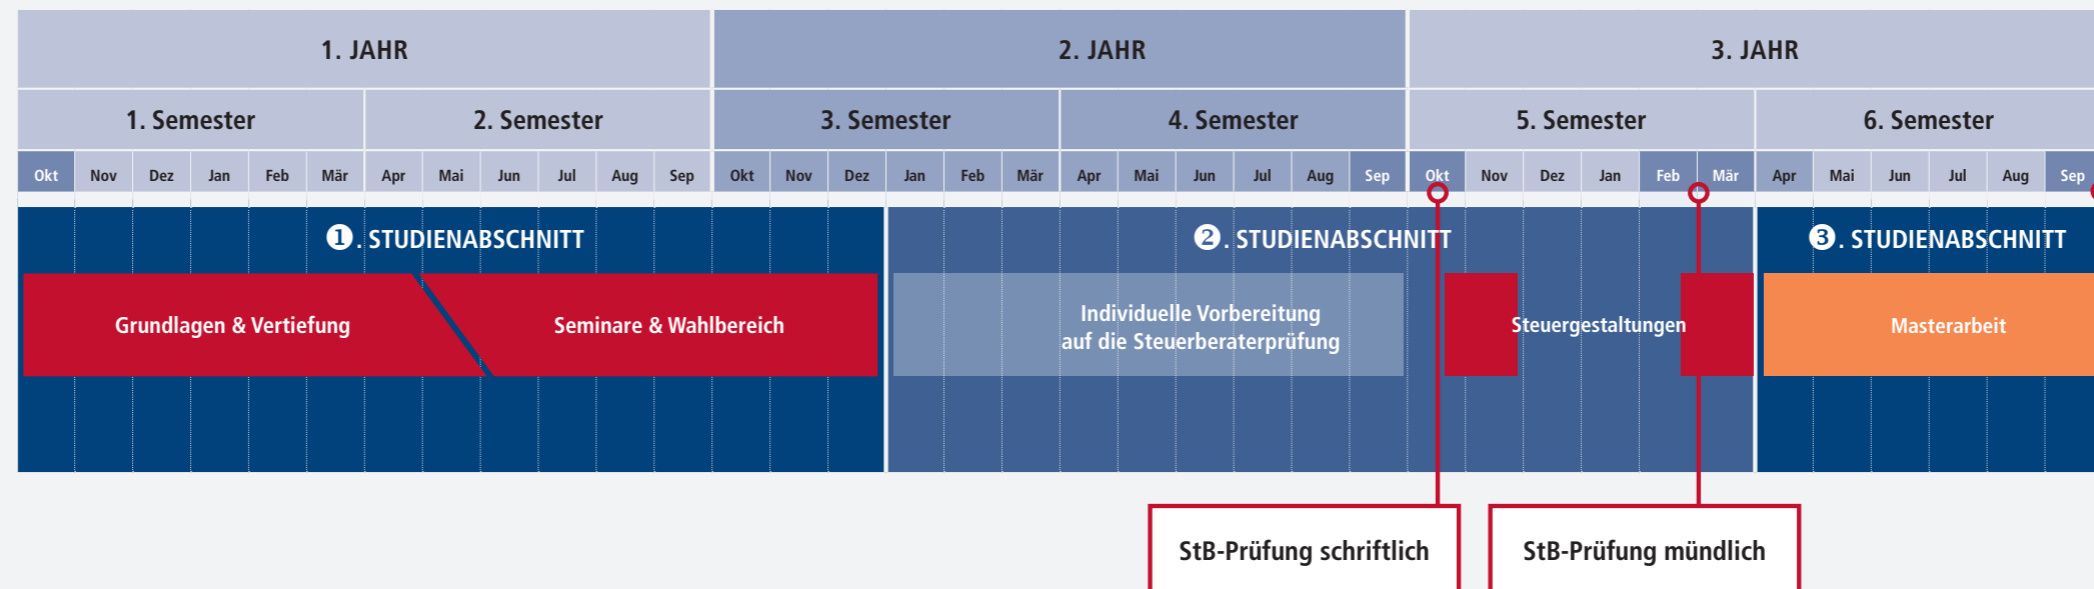 1. JAHR 2. JAHR 3. JAHR
1. Semester 2. Semester 3. Semester 4. Semester 5. Semester 6. Semester
Okt Nov Dez Jan Feb Mär Apr Mai Jun Jul Aug Sep Okt Nov Dez Jan Feb Mär Apr Mai Jun Jul Aug Sep Okt Nov Dez Jan Feb Mär Apr Mai Jun Jul Aug Sep
❶. STUDIENABSCHNITT ❷. STUDIENABSCHNITT ❸. STUDIENABSCHNITT
Grundlagen & Vertiefung
Seminare & Wahlbereich
Individuelle Vorbereitung
auf die Steuerberaterprüfung
Steuergestaltungen
Masterarbeit
StB-Prüfung schriftlich
StB-Prüfung mündlich